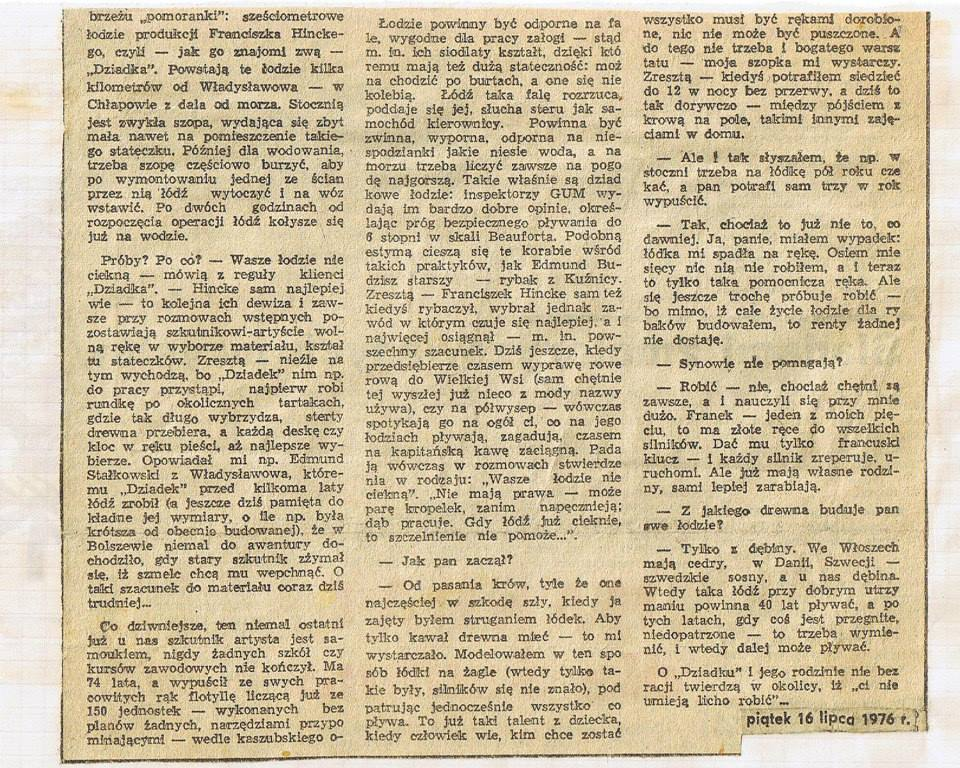 brzeżu „pomoranki": sześciometrowe
łodzie produkcji Franciszka Hincke-
go, czyli — jak go znajomi zwą —
„Dziadka". Powstają te łodzie kilka
kilometrów od Władysławowa — w
Chłapowie z dala od morza. Stocznią
jest zwykła szopa, wydająca się zbyt
mała nawet na pomieszczenie takie-
go stateczku. Później dla wodowania,
trzeba szopę częściowo burzyć, aby
po wymontowaniu jednej ze ścian
przez nią łódź wytoczyć i na wóz
wstawić. Po dwóch godzinach od
rozpoczęcia operacji łódź kołysze się
już na wodzie.
Próby? Po co? — Wasze łodzie nie
ciekną — mówią z reguły klienci
„Dziadka". — Hincke sam najlepiej
wie — to kolejna ich dewiza i zaw-
sze przy rozmowach wstępnych po-
zostawiają szkutnikowi-artyście wol-
ną rękę w wyborze materiału, kształ
tu stateczków. Zresztą — nieźle na
tym wychodzą, bo „Dziadek" nim np.
do pracy przystąpi, najpierw robi
rundkę po okolicznych tartakach,
gdzie tak długo wybrzydza, sterty
drewna przebiera, a każdą deskę czy
kloc w ręku pieści, aż najlepsze wy-
bierze. Opowiadał mi np. Edmund
Stałkowski z Władysławowa, które-
mu „Dziadek" przed kilkoma laty
łódź zrobił (a jeszcze dziś pamięta do
kładne jej wymiary, o ile np. była
krótsza od obecnie budowanej), że w
Bolszewie niemal do awantury do-
chodziło, gdy stary szkutnik zżymał
się, iż szmelc chcą mu wepchnąć. O
taki szacunek do materiału coraz dziś
trudniej...
Co dziwniejsze, ten niemal ostatni
już u nas szkutnik artysta jest sa-
moukiem, nigdy żadnych szkół czy
kursów zawodowych nie kończył. Ma
74 lata, a wypuścił ze swych pra-
cowitych rąk flotyllę liczącą już ze
150 jednostek — wykonanych bez
planów żadnych, narzędziami przypo
minającymi — wedle kaszubskiego o-
Łodzie powinny być odporne na fa
le, wygodne dla pracy załogi — stąd
m. in. ich siodlaty kształt, dzięki któ
remu mają też dużą stateczność: moż
na chodzić po burtach, a one się nie
kolebią. Łódź taka falę rozrzuca,
poddaje się jej, słucha steru jak sa-
mochód kierownicy. Powinna być
zwinna, wyporna, odporna na nie-
spodzianki jakie niesie woda, a na
morzu trzeba liczyć zawsze na pogo
dę najgorszą. Takie właśnie są dziad
kowe łodzie: inspektorzy GUM wy-
dają im bardzo dobre opinie, okreś-
lając próg bezpiecznego pływania do
6 stopni w skali Beauforta. Podobną
estymą cieszą się te korabie wśród
takich praktyków, jak Edmund Bu-
dzisz starszy — rybak z Kuźnicy.
Zresztą — Franciszek Hincke sam też
kiedyś rybaczył, wybrał jednak za-
wód w którym czuje się najlepiej, a i
najwięcej osiągnął — m. in. pow-
szechny szacunek. Dziś jeszcze, kiedy
przedsiębierze czasem wyprawę rowe
rową do Wielkiej Wsi (sam chętnie
tej wyszłej już nieco z mody nazwy
używa), czy na półwysep — wówczas
spotykają go na ogół ci, co na jego
łodziach pływają, zagadują, czasem
na kapitańską kawę zaciągną. Pada
ją wówczas w rozmowach stwierdze
nia w rodzaju: „Wasze łodzie nie
ciekną". „Nie mają prawa — może
parę kropelek, zanim napęcznieją;
dąb pracuje. Gdy łódź już cieknie,
to szczelnienie nie pomoże...".
— Jak pan zaczął?
— Od pasania krów, tyle że one
najczęściej w szkodę szły, kiedy ja
zajęty byłem struganiem łódek. Aby
tylko kawał drewna mieć — to mi
wystarczało. Modelowałem w ten spo
sób łódki na żagle (wtedy tylko ta-
kie były, silników się nie znało), pod
patrując jednocześnie wszystko co
pływa. To już taki talent z dziecka,
kiedy człowiek wie, kim chce zostać
wszystko musi być rękami dorobio-
ne, nic nie może być puszczone. A
do tego nie trzeba i bogatego warsz
tatu — moja szopka mi wystarczy.
Zresztą — kiedyś potrafiłem siedzieć
do 12 w nocy bez przerwy, a dziś to
tak dorywczo — między pójściem z
krową na pole, takimi innymi zaję-
ciami w domu.
— Ale i tak słyszałem, że np. w
stoczni trzeba na łódkę pół roku cze
kać, a pan potrafi sam trzy w rok
wypuścić.
— Tak, chociaż to już nie to, co
dawniej. Ja, panie, miałem wypadek:
łódka mi spadła na rękę. Osiem mie
sięcy nic nią nie robiłem, a i teraz
to tylko taka pomocnicza ręka. Ale
się jeszcze trochę próbuje robić —
bo mimo, iż całe życie łodzie dla ry
baków budowałem, to renty żadnej
nie dostaję.
— Synowie nie pomagają?
— Robić — nie, chociaż chętni są
zawsze, a i nauczyli się przy mnie
dużo. Franek — jeden z moich pię-
ciu, to ma złote ręce do wszelkich
silników. Dać mu tylko francuski
klucz — i każdy silnik zreperuje, u-
ruchomi. Ale już mają własne rodzi-
ny, sami lepiej zarabiają.
— Z jakiego drewna buduje pan
swe łodzie?
— Tylko z dębiny. We Włoszech
mają cedry, w Danii, Szwecji —
szwedzkie sosny, a u nas dębina.
Wtedy taka łódź przy dobrym utrzy
maniu powinna 40 lat pływać, a po
tych latach, gdy coś jest przegnite,
niedopatrzone — to trzeba wymie-
nić, i wtedy dalej może pływać.
O „Dziadku" i jego rodzinie nie bez
racji twierdzą w okolicy, iż „ci nie
umieją licho robić"...
piątek 16 lipca 1976 r.